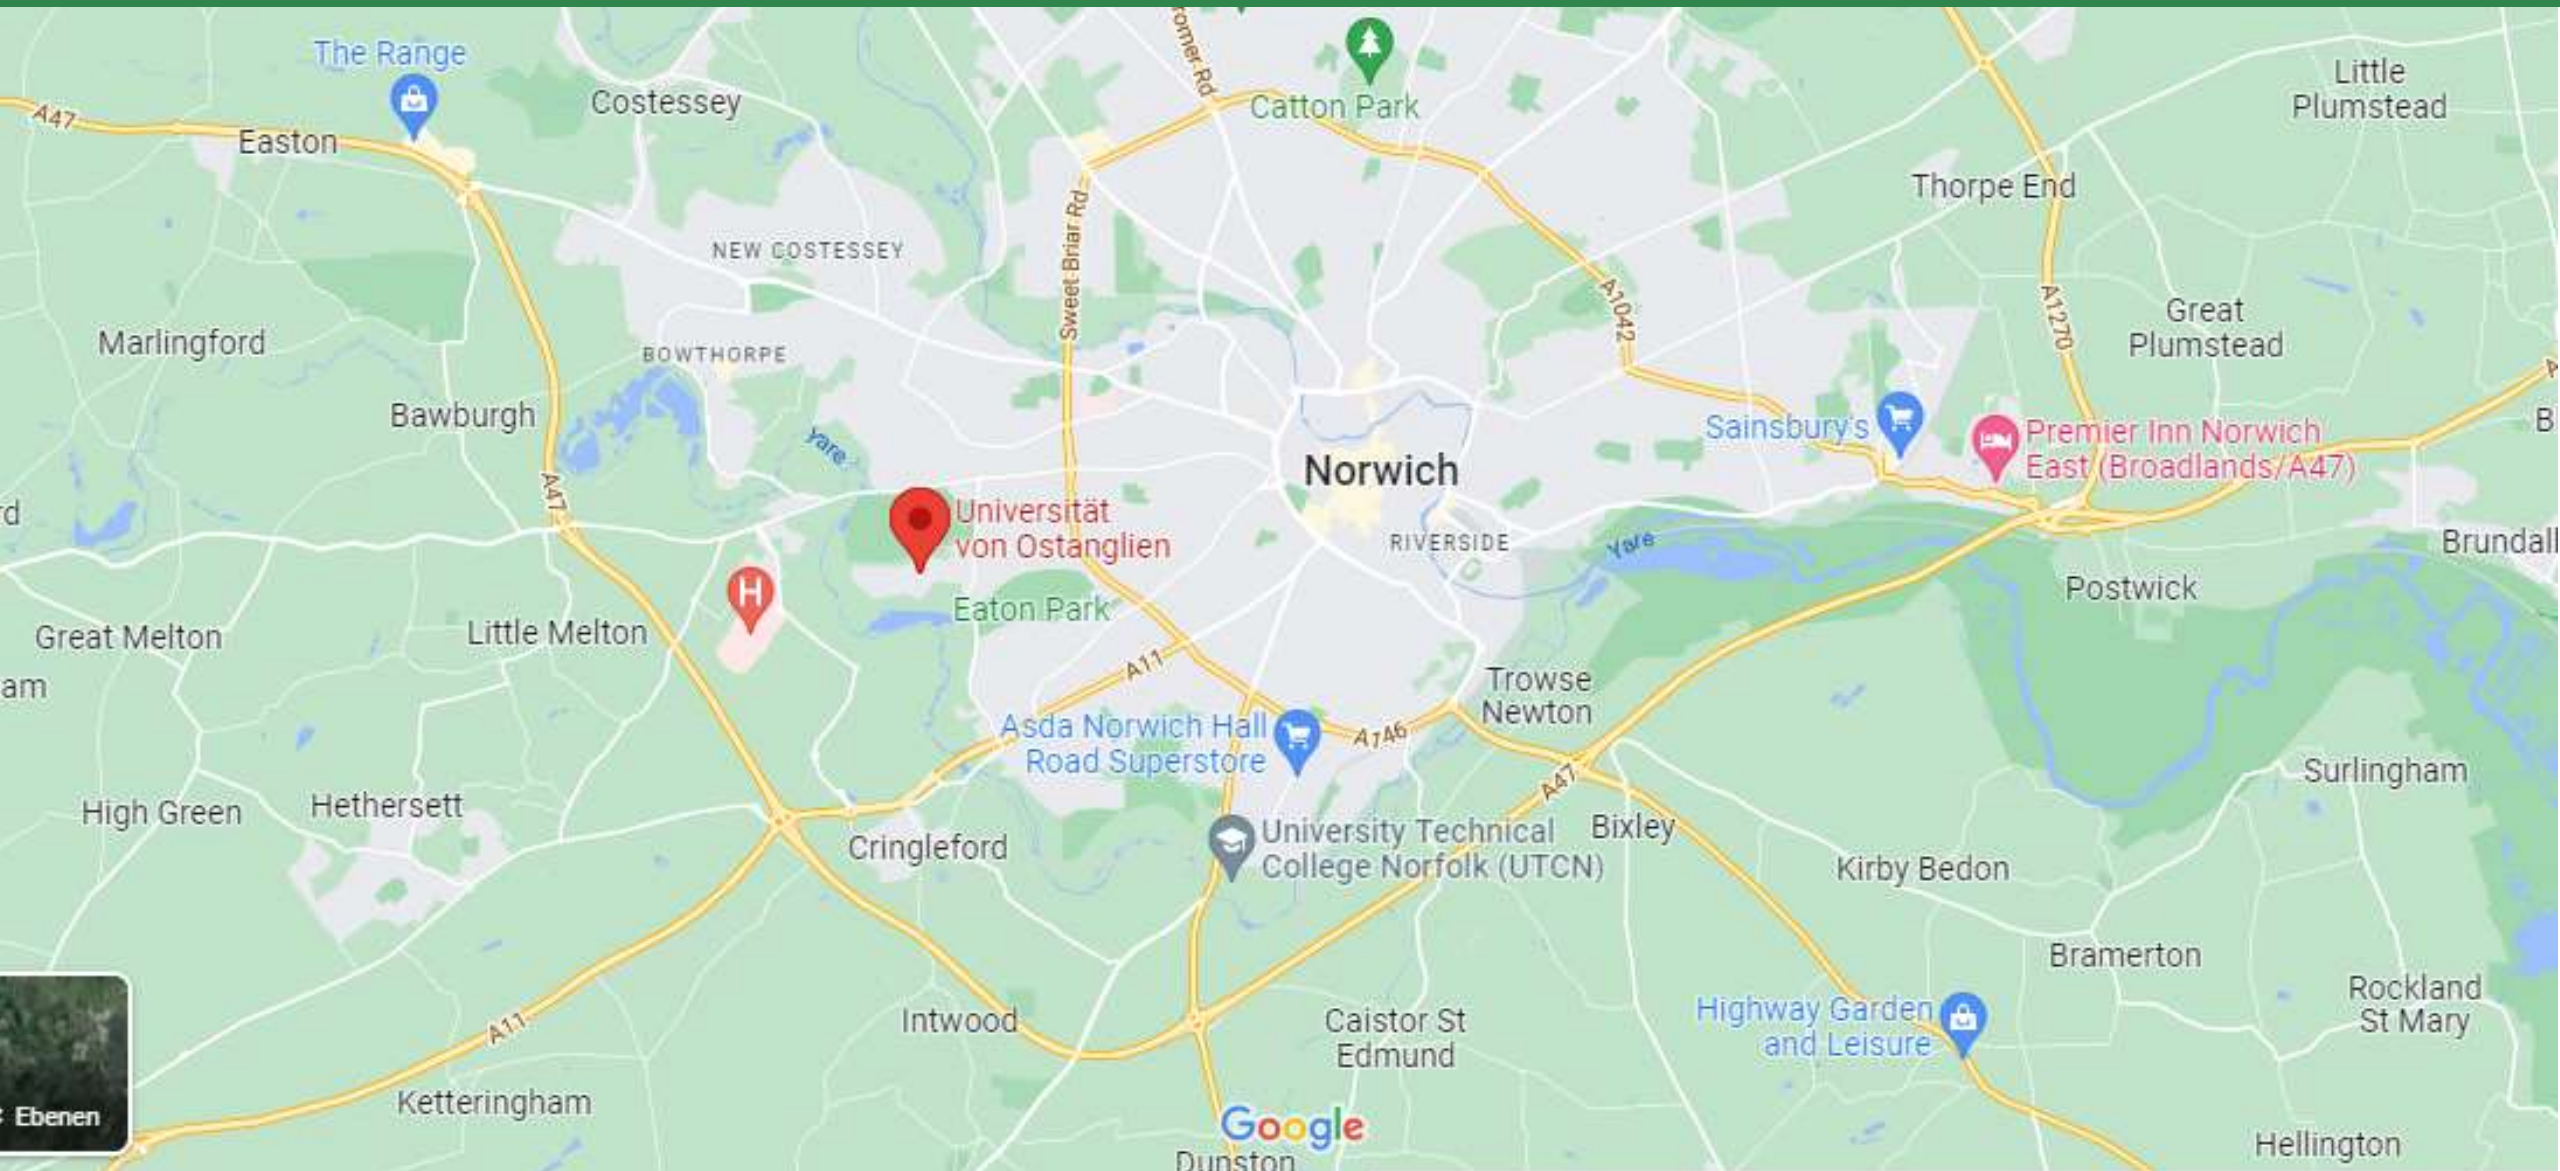 The Range
Costessey
Catton Park
Little
Plumstead
A47
Easton
Thorpe End
NEW COSTESSEY
Sweet Briar Rd
A1042
A1270
Great
Plumstead
Marlingford
BOWTHORPE
Bawburgh
Yare
Sainsbury's
Premier Inn Norwich
East (Broadlands/A47)
Norwich
A47
Universität
von Ostanglien
RIVERSIDE
Yare
Brundall
Postwick
H
Eaton Park
Great Melton
Little Melton
A11
Trowse
Newton
Asda Norwich Hall
Road Superstore
A146
A47
Surlingham
High Green
Hethersett
Cringleford
University Technical
College Norfolk (UTCN)
Bixley
Kirby Bedon
Bramerton
Rockland
St Mary
Intwood
Caistor St
Edmund
Highway Garden
and Leisure
A11
Ketteringham
Ebenen
Google
Hellington
Dunston